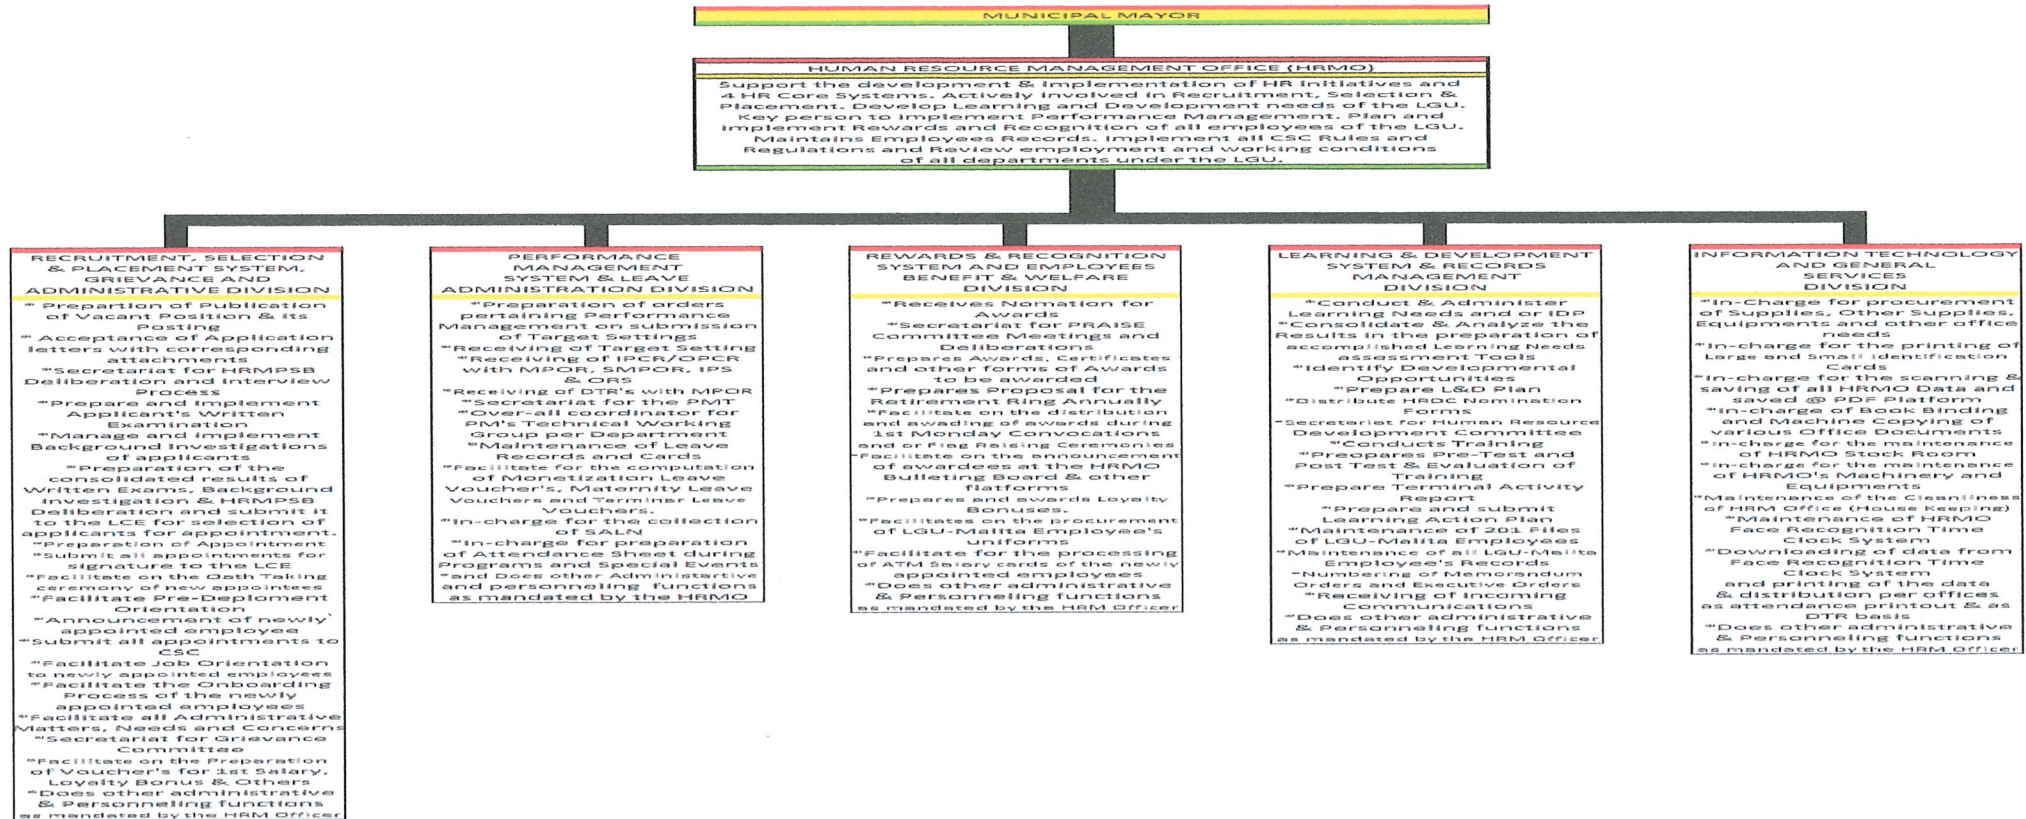 MUNICIPAL MAYOR
HUMAN RESOURCE MANAGEMENT OFFICE (HRMO)
Support the development & Implementation of HR initiatives and
4 HR Core Systems. Actively Involved in Recruitment, Selection &
Placement. Develop Learning and Development needs of the LGU.
Key person to implement Performance Management. Plan and
implement Rewards and Recognition of all employees of the LGU.
Maintains Employees Records. Implement all CSC Rules and
Regulations and Review employment and working conditions
of all departments under the LGU.
RECRUITMENT, SELECTION
& PLACEMENT SYSTEM,
GRIEVANCE AND
ADMINISTRATIVE DIVISION
* Prepartion of Publication
of Vacant Position & its
Posting
* Acceptance of Application
letters with corresponding
attachments
*Secretariat for HRMPSB
Deliberation and interview
Process
*Prepare and Implement
Applicant's Written
Examination
*Manage and implement
Background Investigations
of applicants
*Preparation of the
consolidated results of
Written Exams, Background
Investigation & HRMPSB
Deliberation and submit it
to the LCE for selection of
applicants for appointment.
*Preparation of Appointment
*Submit all appointments for
signature to the LCE
*Facilitate on the Oath Taking
ceremony of new appointees
*Facilitate Pre-Deploment
Orientation
*Announcement of newly
appointed employee
*Submit all appointments to
CSC
*Facilitate Job Orientation
to newly appointed employees
*Facilitate the Onboarding
Process of the newly
appointed employees
*Facilitate all Administrative
Matters, Needs and Concerns
*Secretariat for Grievance
Committee
*Facilitate on the Preparation
of Voucher's for 1st Salary,
Loyalty Bonus & Others
*Does other administrative
& Personneling functions
as mandated by the HRM Officer
PERFORMANCE
MANAGEMENT
SYSTEM & LEAVE
ADMINISTRATION DIVISION
*Preparation of orders
pertaining Performance
Management on submission
of Target Settings
*Receiving of Target Setting
*Receiving of IPCR/OPCR
with MPOR, SMPOR, IPS
& ORS
*Receiving of DTR's with MPOR
*Secretariat for the PMT
*Over-all coordinator for
PM's Technical Working
Group per Department
*Maintenance of Leave
Records and Cards
*Facilitate for the computation
of Monetization Leave
Voucher's, Maternity Leave
Vouchers and Terminal Leave
Vouchers.
*In-charge for the collection
of SALN
*In-charge for preparation
of Attendance Sheet during
Programs and Special Events
*and Does other Administartive
and personneling functions
as mandated by the HRMO
REWARDS & RECOGNITION
SYSTEM AND EMPLOYEES
BENEFIT & WELFARE
DIVISION
*Receives Nomation for
Awards
*Secretariat for PRAISE
Committee Meetings and
Deliberations
*Prepares Awards, Certificates
and other forms of Awards
to be awarded
*Prepares Proposal for the
Retirement Ring Annually
*Facilitate on the distribution
and awading of awards during
1st Monday Convocations
and or Flag Raising Ceremonies
*Facilitate on the announcement
of awardees at the HRMO
Bulleting Board & other
flatforms
*Prepares and awards Loyalty
Bonuses.
*Facilitates on the procurement
of LGU-Malita Employee's
uniforms
*Facilitate for the processing
of ATM Salary cards of the newly
appointed employees
*Does other administrative
& Personneling functions
as mandated by the HRM Officer
LEARNING & DEVELOPMENT
SYSTEM & RECORDS
MANAGEMENT
DIVISION
*Conduct & Administer
Learning Needs and or IDP
*Consolidate & Analyze the
Results in the preparation of
accomplished Learning Needs
assessment Tools
*Identify Developmental
Opportunities
*Prepare L&D Plan
*Distribute HRDC Nomination
Forms
*Secretariat for Human Resource
Development Committee
*Conducts Training
*Preopares Pre-Test and
Post Test & Evaluation of
Training
*Prepare Terminal Activity
Report
*Prepare and submit
Learning Action Plan
*Maintenance of 201 Files
of LGU-Malita Employees
*Maintenance of all LGU-Malita
Employee's Records
*Numbering of Memorandum
Orders and Executive Orders
*Receiving of Incoming
Communications
*Does other administrative
& Personneling functions
as mandated by the HRM Officer
INFORMATION TECHNOLOGY
AND GENERAL
SERVICES
DIVISION
*In-Charge for procurement
of Supplies, Other Supplies,
Equipments and other office
needs
*In-charge for the printing of
Large and Small identification
Cards
*In-charge for the scanning &
saving of all HRMO Data and
saved @ PDF Platform
*In-charge of Book Binding
and Machine Copying of
various Office Documents
*In-charge for the maintenance
of HRMO Stock Room
*In-charge for the maintenance
of HRMO's Machinery and
Equipments
*Maintenance of the Cleanliness
of HRM Office (House Keeping)
*Maintenance of HRMO
Face Recognition Time
Clock System
*Downloading of data from
Face Recognition Time
Clock System
and printing of the data
& distribution per offices
as attendance printout & as
DTR basis
*Does other administrative
& Personneling functions
as mandated by the HRM Officer